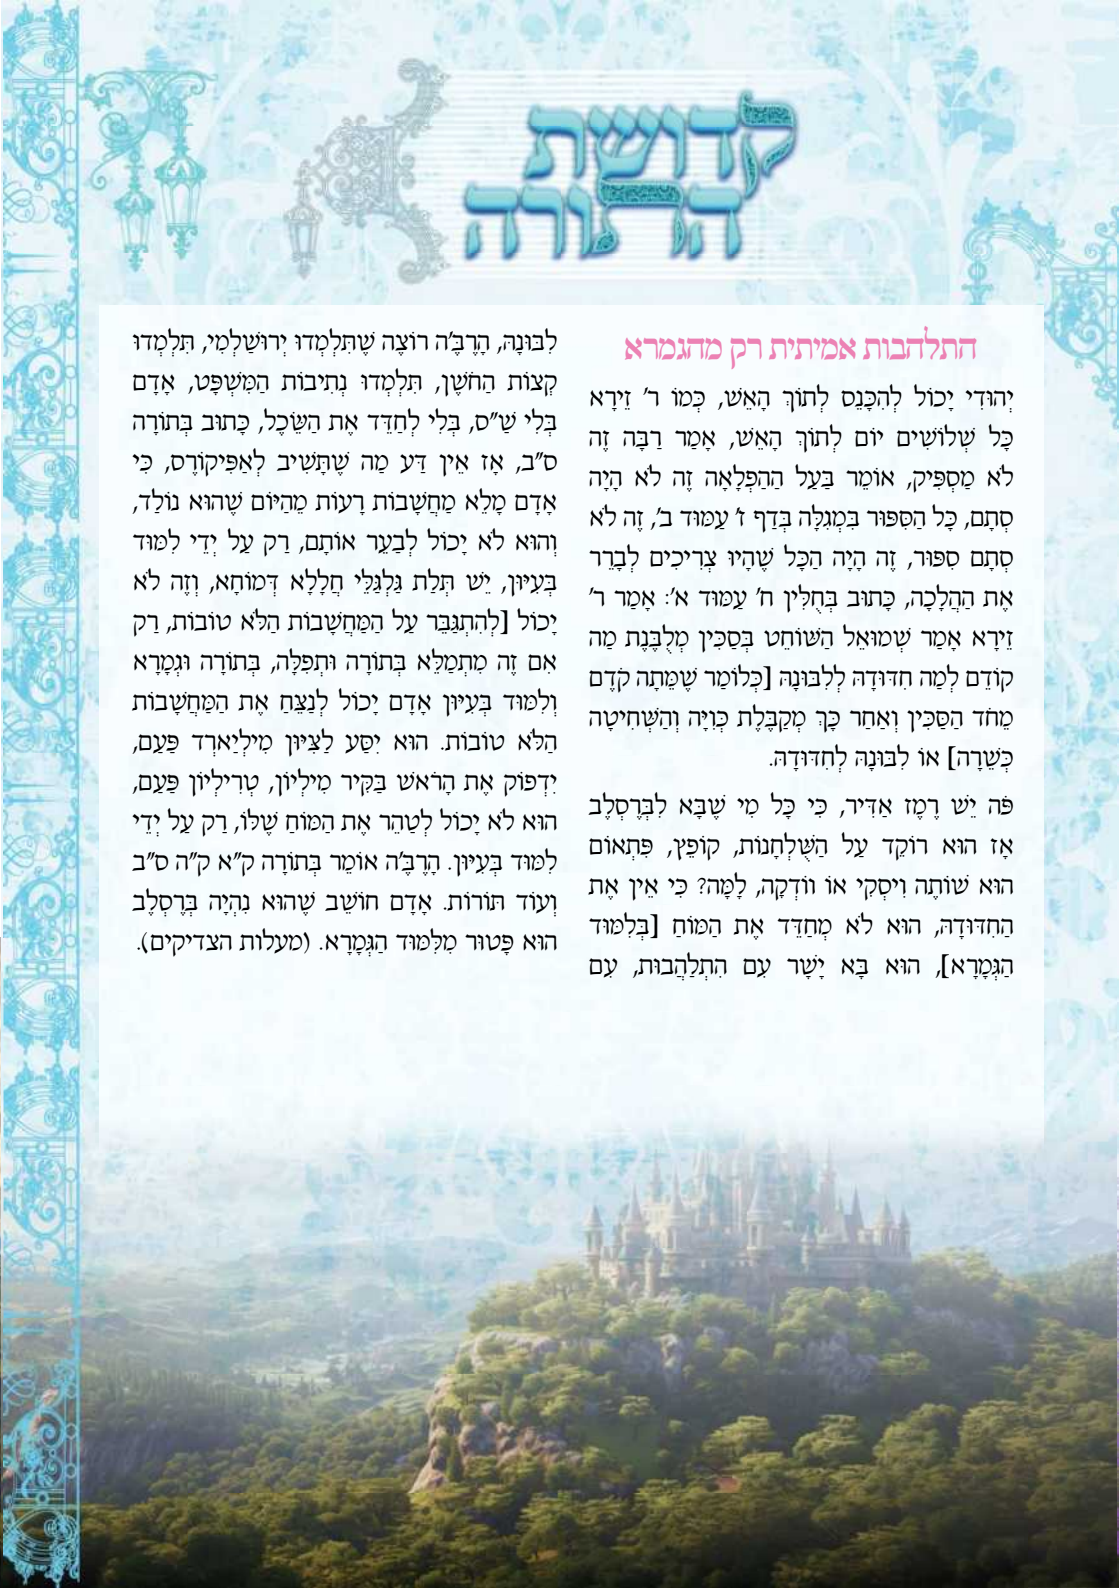 קדושת
התורה
התלהבות אמיתית רק מהגמרא
יְהוּדִי יָכוֹל לְהִכָּנֵס לְתוֹךְ הָאֵשׁ, כְּמוֹ ר' זֵירָא
כָּל שְׁלוֹשִׁים יוֹם לְתוֹךְ הָאֵשׁ, אָמַר רַבָּה זֶה
לֹא מַסְפִּיק, אוֹמֵר בַּעַל הַהַפְלָאָה זֶה לֹא הָיָה
סְתָם, כָּל הַסִּפּוּר בִּמְגִלָּה בְּדַף ז' עַמּוּד ב', זֶה לֹא
סְתָם סִפּוּר, זֶה הָיָה הַכָּל שֶׁהָיוּ צְרִיכִים לְבָרֵר
אֶת הַהֲלָכָה, כָּתוּב בְּחֻלִּין ח' עַמּוּד א': אָמַר ר'
זֵירָא אָמַר שְׁמוּאֵל הַשּׁוֹחֵט בְּסַכִּין מְלֻבֶּנֶת מַה
קּוֹדֵם לְמַה חִדּוּדָהּ לְלִבּוּנָהּ [כְּלוֹמַר שֶׁמֵּתָה קֹדֶם
מֵחֹד הַסַּכִּין וְאַחַר כָּךְ מְקַבֶּלֶת כְּוִיָּה וְהַשְּׁחִיטָה
כְּשֵׁרָה] אוֹ לִבּוּנָהּ לְחִדּוּדָהּ.
פֹּה יֵשׁ רֶמֶז אַדִּיר, כִּי כָּל מִי שֶׁבָּא לִבְּרֶסְלֶב
אָז הוּא רוֹקֵד עַל הַשֻּׁלְחָנוֹת, קוֹפֵץ, פִּתְאוֹם
הוּא שׁוֹתֶה וִיסְקִי אוֹ ווֹדְקָה, לָמָּה? כִּי אֵין אֶת
הַחִדּוּדָהּ, הוּא לֹא מְחַדֵּד אֶת הַמּוֹחַ [בְּלִמּוּד
הַגְּמָרָא], הוּא בָּא יָשָׁר עִם הִתְלַהֲבוּת, עִם
לִבּוּנָהּ, הָרֶבֶּ'ה רוֹצֶה שֶׁתִּלְמְדוּ יְרוּשַׁלְמִי, תִּלְמְדוּ
קְצוֹת הַחֹשֶׁן, תִּלְמְדוּ נְתִיבוֹת הַמִּשְׁפָּט, אָדָם
בְּלִי שַׁ"ס, בְּלִי לְחַדֵּד אֶת הַשֵּׂכֶל, כָּתוּב בְּתוֹרָה
ס"ב, אָז אֵין דַּע מַה שֶׁתָּשִׁיב לְאַפִּיקוֹרֵס, כִּי
אָדָם מָלֵא מַחֲשָׁבוֹת רָעוֹת מֵהַיּוֹם שֶׁהוּא נוֹלַד,
וְהוּא לֹא יָכוֹל לְבַעֵר אוֹתָם, רַק עַל יְדֵי לִמּוּד
בְּעִיּוּן, יֵשׁ תְּלַת גַּלְגַּלֵּי חֲלָלָא דְּמוֹחָא, וְזֶה לֹא
יָכוֹל [לְהִתְגַּבֵּר עַל הַמַּחֲשָׁבוֹת הַלֹּא טוֹבוֹת, רַק
אִם זֶה מִתְמַלֵּא בְּתוֹרָה וּתְפִלָּה, בְּתוֹרָה וּגְמָרָא
וְלִמּוּד בְּעִיּוּן אָדָם יָכוֹל לְנַצֵּחַ אֶת הַמַּחֲשָׁבוֹת
הַלֹּא טוֹבוֹת. הוּא יִסַּע לַצִּיּוּן מִילְיַארְד פַּעַם,
יִדְפוֹק אֶת הָרֹאשׁ בַּקִּיר מִילְיוֹן, טְרִילְיוֹן פַּעַם,
הוּא לֹא יָכוֹל לְטַהֵר אֶת הַמּוֹחַ שֶׁלּוֹ, רַק עַל יְדֵי
לִמּוּד בְּעִיּוּן. הָרֶבֶּ'ה אוֹמֵר בְּתוֹרָה ק"א ק"ה ס"ב
וְעוֹד תּוֹרוֹת. אָדָם חוֹשֵׁב שֶׁהוּא נִהְיָה בְּרֶסְלֶב
הוּא פָּטוּר מִלִּמּוּד הַגְּמָרָא. (מעלות הצדיקים).